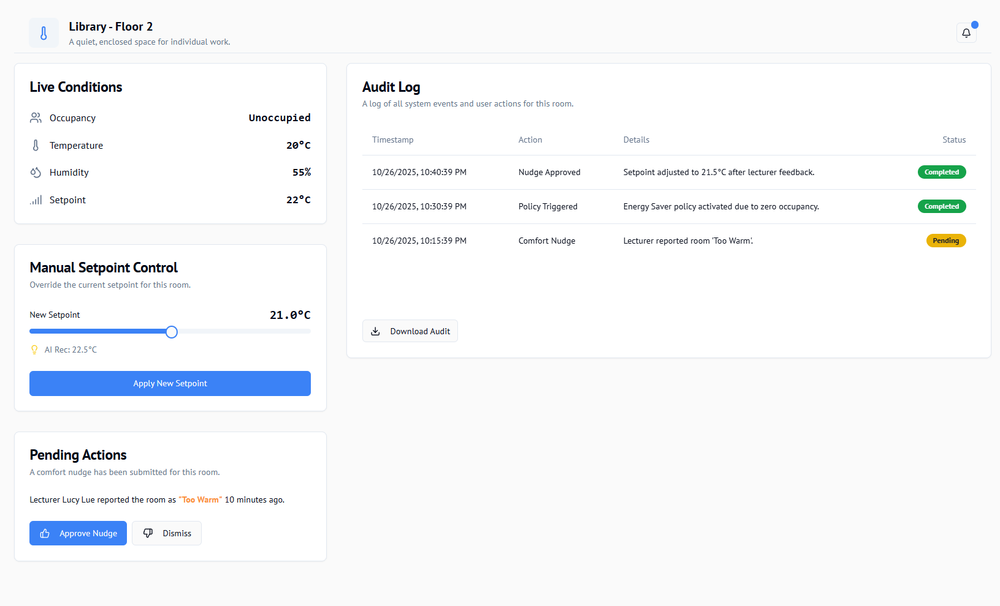 Library - Floor 2
A quiet, enclosed space for individual work.
Live Conditions
Occupancy Unoccupied
Temperature 20°C
Humidity 55%
Setpoint 22°C
Manual Setpoint Control
Override the current setpoint for this room.
New Setpoint 21.0°C
AI Rec: 22.5°C
Apply New Setpoint
Pending Actions
A comfort nudge has been submitted for this room.
Lecturer Lucy Lue reported the room as "Too Warm" 10 minutes ago.
Approve Nudge Dismiss
Audit Log
A log of all system events and user actions for this room.
Timestamp Action Details Status
10/26/2025, 10:40:39 PM Nudge Approved Setpoint adjusted to 21.5°C after lecturer feedback. Completed
10/26/2025, 10:30:39 PM Policy Triggered Energy Saver policy activated due to zero occupancy. Completed
10/26/2025, 10:15:39 PM Comfort Nudge Lecturer reported room 'Too Warm'. Pending
Download Audit